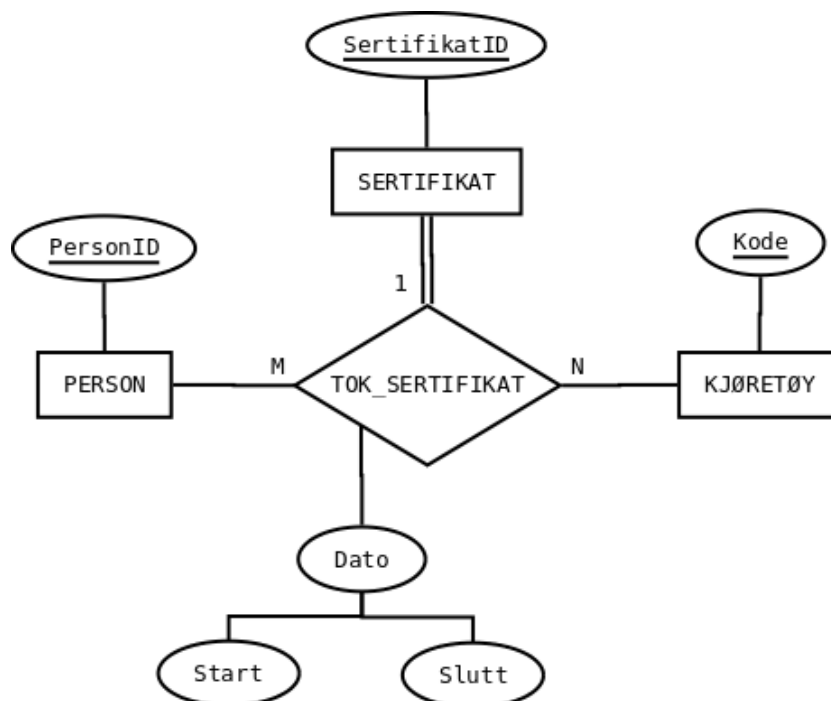 SertifikatID
SERTIFIKAT
PersonID
Kode
1
M
N
PERSON
TOK_SERTIFIKAT
KJØRETØY
Dato
Start
Slutt